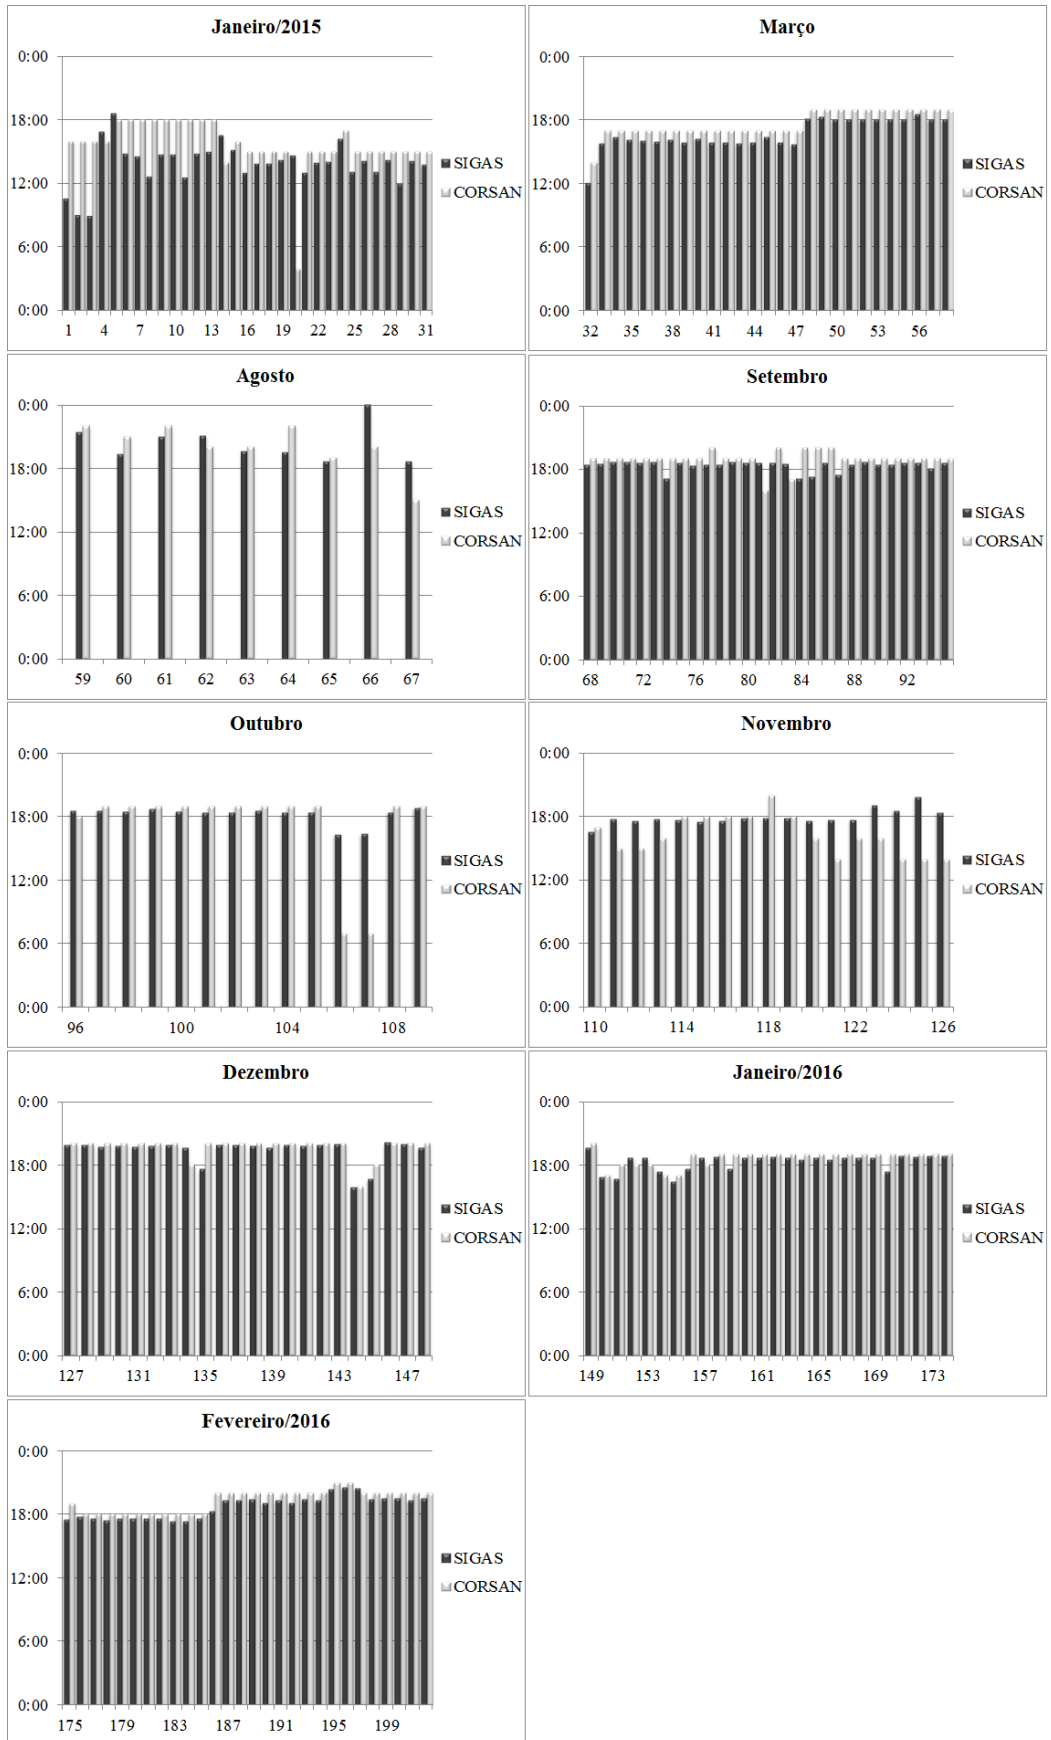 Janeiro/2015
0:00
18:00
12:00
6:00
0:00
1 4 7 10 13 16 19 22 25 28 31
SIGAS
CORSAN
Março
0:00
18:00
12:00
6:00
0:00
32 35 38 41 44 47 50 53 56
SIGAS
CORSAN
Agosto
0:00
18:00
12:00
6:00
0:00
59 60 61 62 63 64 65 66 67
SIGAS
CORSAN
Setembro
0:00
18:00
12:00
6:00
0:00
68 72 76 80 84 88 92
SIGAS
CORSAN
Outubro
0:00
18:00
12:00
6:00
0:00
96 100 104 108
SIGAS
CORSAN
Novembro
0:00
18:00
12:00
6:00
0:00
110 114 118 122 126
SIGAS
CORSAN
Dezembro
0:00
18:00
12:00
6:00
0:00
127 131 135 139 143 147
SIGAS
CORSAN
Janeiro/2016
0:00
18:00
12:00
6:00
0:00
149 153 157 161 165 169 173
SIGAS
CORSAN
Fevereiro/2016
0:00
18:00
12:00
6:00
0:00
175 179 183 187 191 195 199
SIGAS
CORSAN